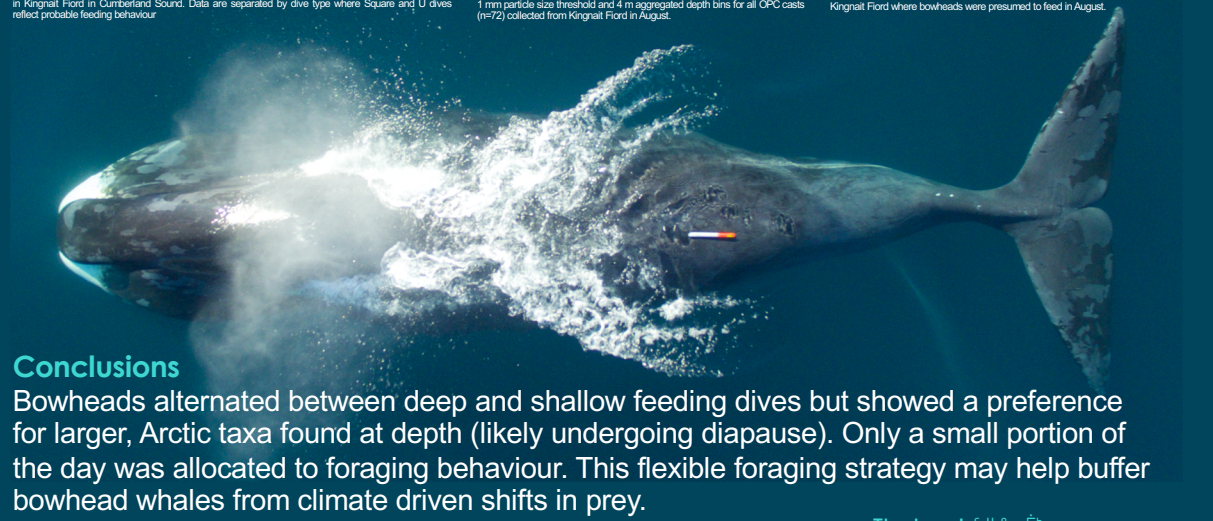 in Kingnait Fiord in Cumberland Sound. Data are separated by dive type where Square and U dives
reflect probable feeding behaviour
1 mm particle size threshold and 4 m aggregated depth bins for all OPC casts
(n=72) collected from Kingnait Fiord in August.
Kingnait Fiord where bowheads were presumed to feed in August.
Conclusions
Bowheads alternated between deep and shallow feeding dives but showed a preference
for larger, Arctic taxa found at depth (likely undergoing diapause). Only a small portion of
the day was allocated to foraging behaviour. This flexible foraging strategy may help buffer
bowhead whales from climate driven shifts in prey.